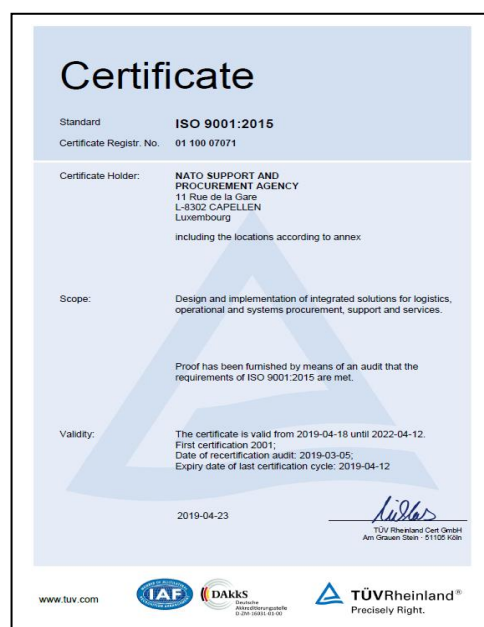 Certificate
Standard ISO 9001:2015
Certificate Registr. No. 01 100 07071
Certificate Holder: NATO SUPPORT AND
PROCUREMENT AGENCY
11 Rue de la Gare
L-8302 CAPELLEN
Luxembourg
including the locations according to annex
Scope: Design and implementation of integrated solutions for logistics,
operational and systems procurement, support and services.
Proof has been furnished by means of an audit that the
requirements of ISO 9001:2015 are met.
Validity: The certificate is valid from 2019-04-18 until 2022-04-12.
First certification 2001;
Date of recertification audit: 2019-03-05;
Expiry date of last certification cycle: 2019-04-12
2019-04-23
TÜV Rheinland Cert GmbH
Am Grauen Stein · 51105 Köln
www.tuv.com
IAF
DAkkS
Deutsche
Akkreditierungsstelle
D-ZM-16031-01-00
TÜVRheinland®
Precisely Right.